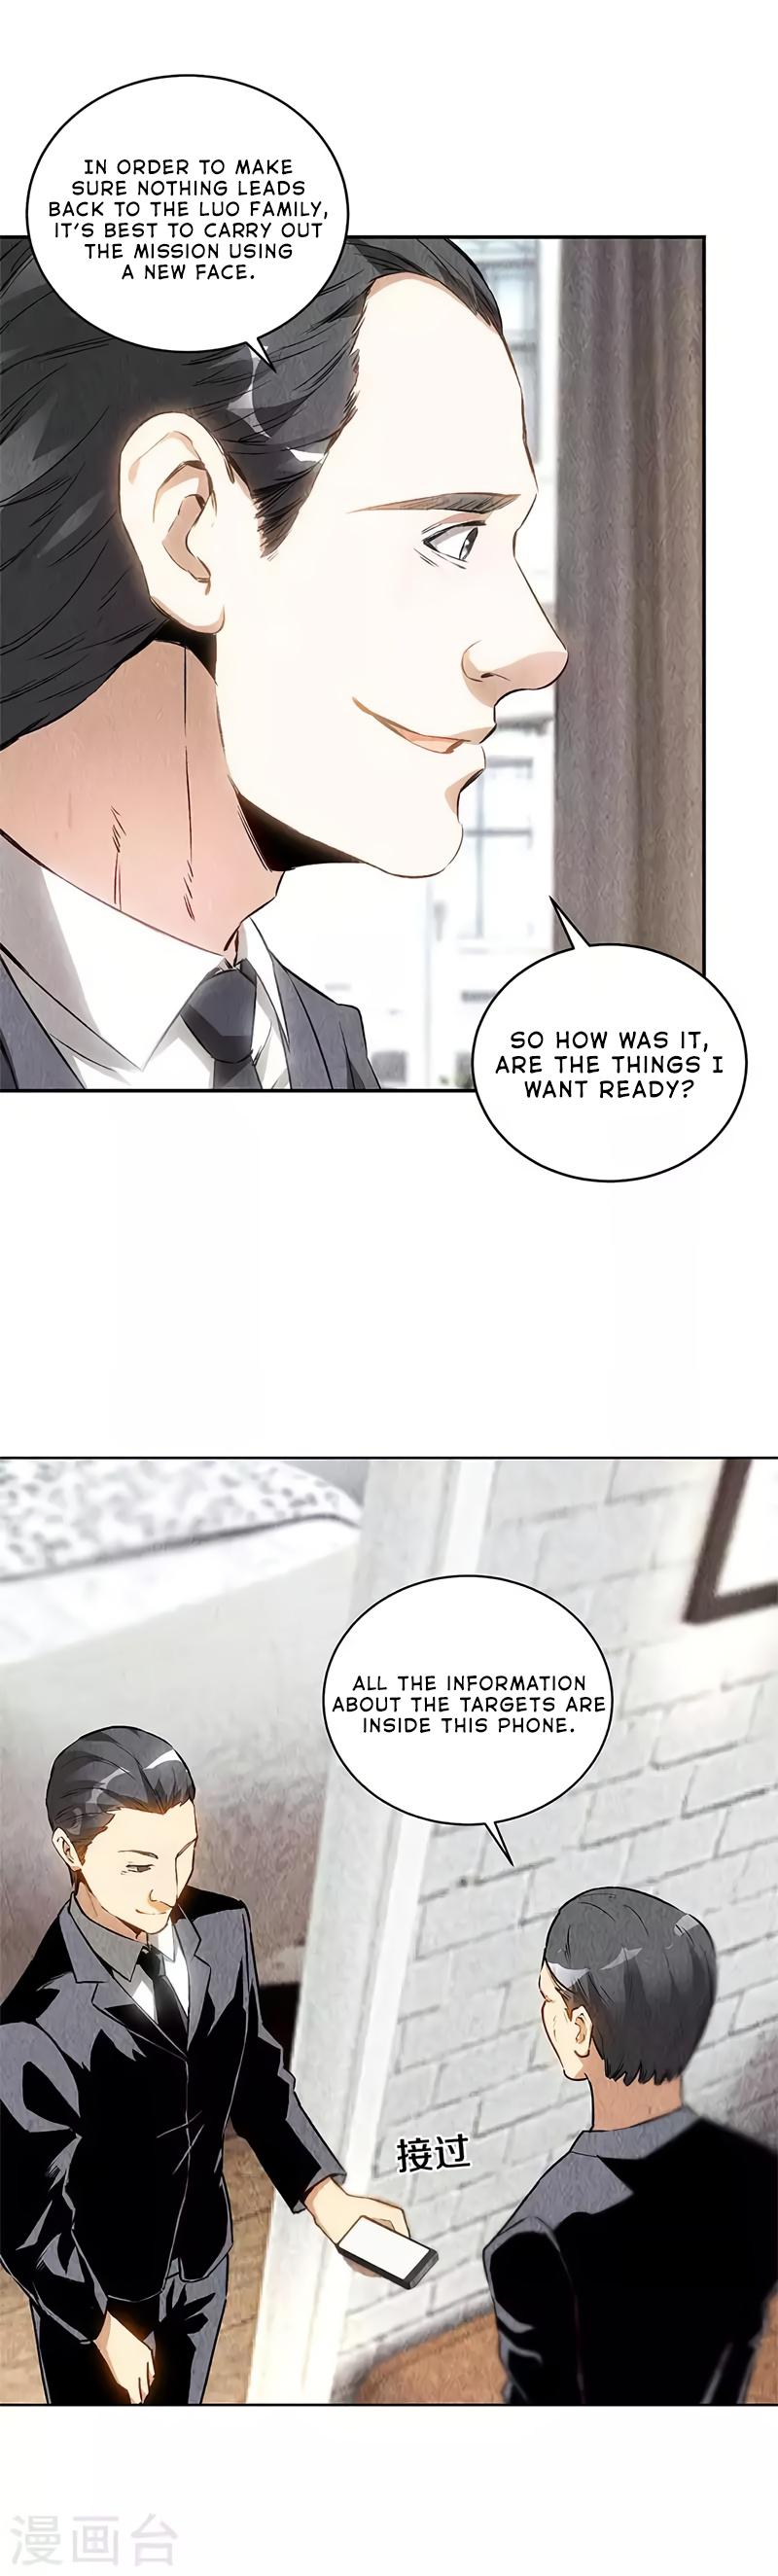 IN ORDER TO MAKE
SURE NOTHING LEADS
BACK TO THE LUO FAMILY,
IT'S BEST TO CARRY OUT
THE MISSION USING
A NEW FACE.
SO HOW WAS IT,
ARE THE THINGS I
WANT READY?
ALL THE INFORMATION
ABOUT THE TARGETS ARE
INSIDE THIS PHONE.
接过
漫画台